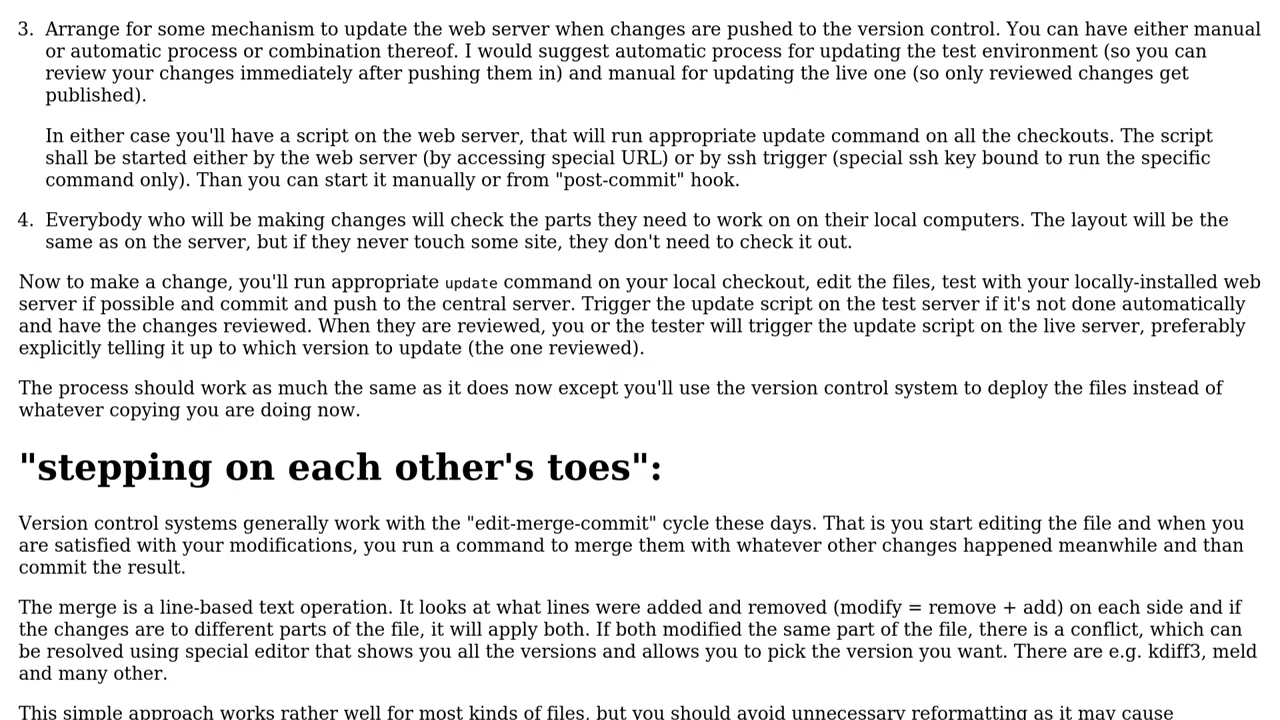 3. Arrange for some mechanism to update the web server when changes are pushed to the version control. You can have either manual
or automatic process or combination thereof. I would suggest automatic process for updating the test environment (so you can
review your changes immediately after pushing them in) and manual for updating the live one (so only reviewed changes get
published).
In either case you'll have a script on the web server, that will run appropriate update command on all the checkouts. The script
shall be started either by the web server (by accessing special URL) or by ssh trigger (special ssh key bound to run the specific
command only). Than you can start it manually or from "post-commit" hook.
4. Everybody who will be making changes will check the parts they need to work on on their local computers. The layout will be the
same as on the server, but if they never touch some site, they don't need to check it out.
Now to make a change, you'll run appropriate update command on your local checkout, edit the files, test with your locally-installed web
server if possible and commit and push to the central server. Trigger the update script on the test server if it's not done automatically
and have the changes reviewed. When they are reviewed, you or the tester will trigger the update script on the live server, preferably
explicitly telling it up to which version to update (the one reviewed).
The process should work as much the same as it does now except you'll use the version control system to deploy the files instead of
whatever copying you are doing now.
"stepping on each other's toes":
Version control systems generally work with the "edit-merge-commit" cycle these days. That is you start editing the file and when you
are satisfied with your modifications, you run a command to merge them with whatever other changes happened meanwhile and than
commit the result.
The merge is a line-based text operation. It looks at what lines were added and removed (modify = remove + add) on each side and if
the changes are to different parts of the file, it will apply both. If both modified the same part of the file, there is a conflict, which can
be resolved using special editor that shows you all the versions and allows you to pick the version you want. There are e.g. kdiff3, meld
and many other.
This simple approach works rather well for most kinds of files, but you should avoid unnecessary reformatting as it may cause